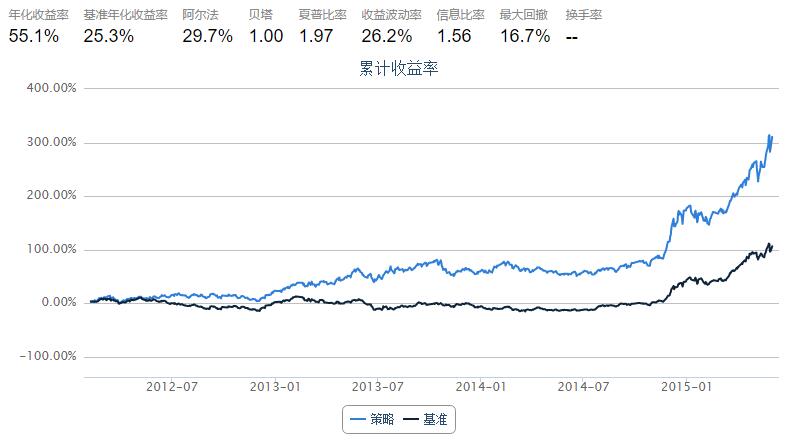 年化收益率 基准年化收益率 阿尔法 贝塔 夏普比率 收益波动率 信息比率 最大回撤 换手率
55.1% 25.3% 29.7% 1.00 1.97 26.2% 1.56 16.7% --
累计收益率
400.00%
300.00%
200.00%
100.00%
0.00%
-100.00%
2012-07 2013-01 2013-07 2014-01 2014-07 2015-01
策略 基准